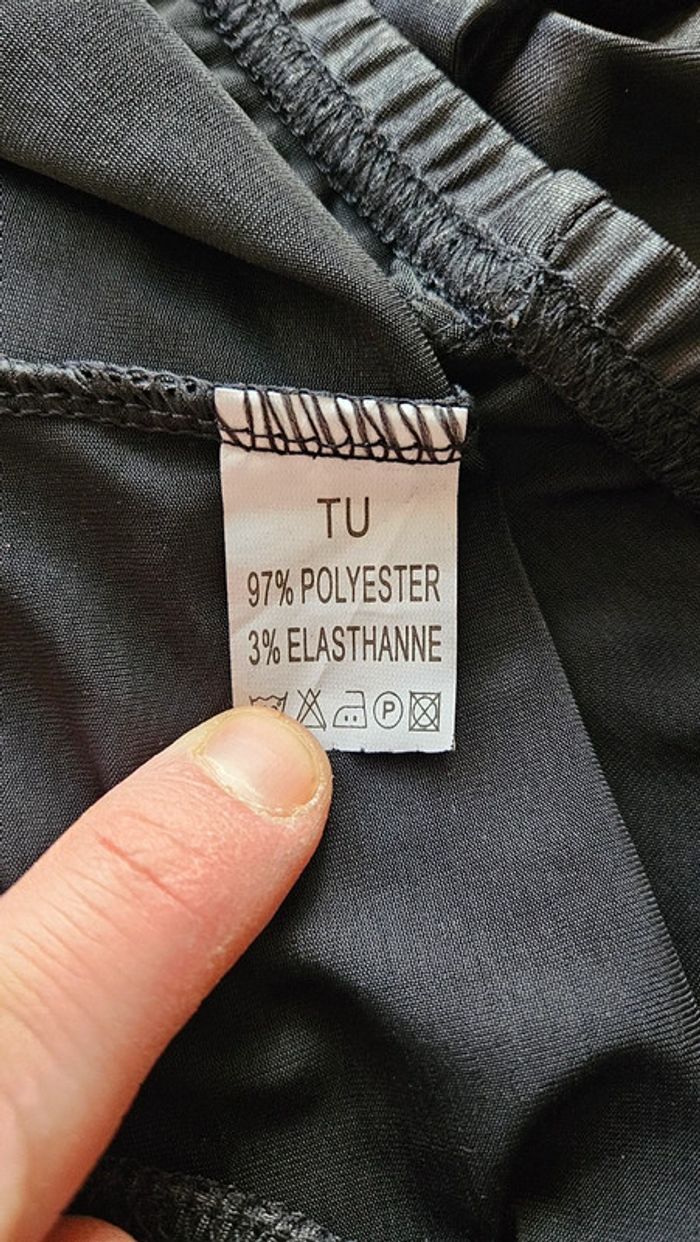 TU
97% POLYESTER
3% ELASTHANNE
P